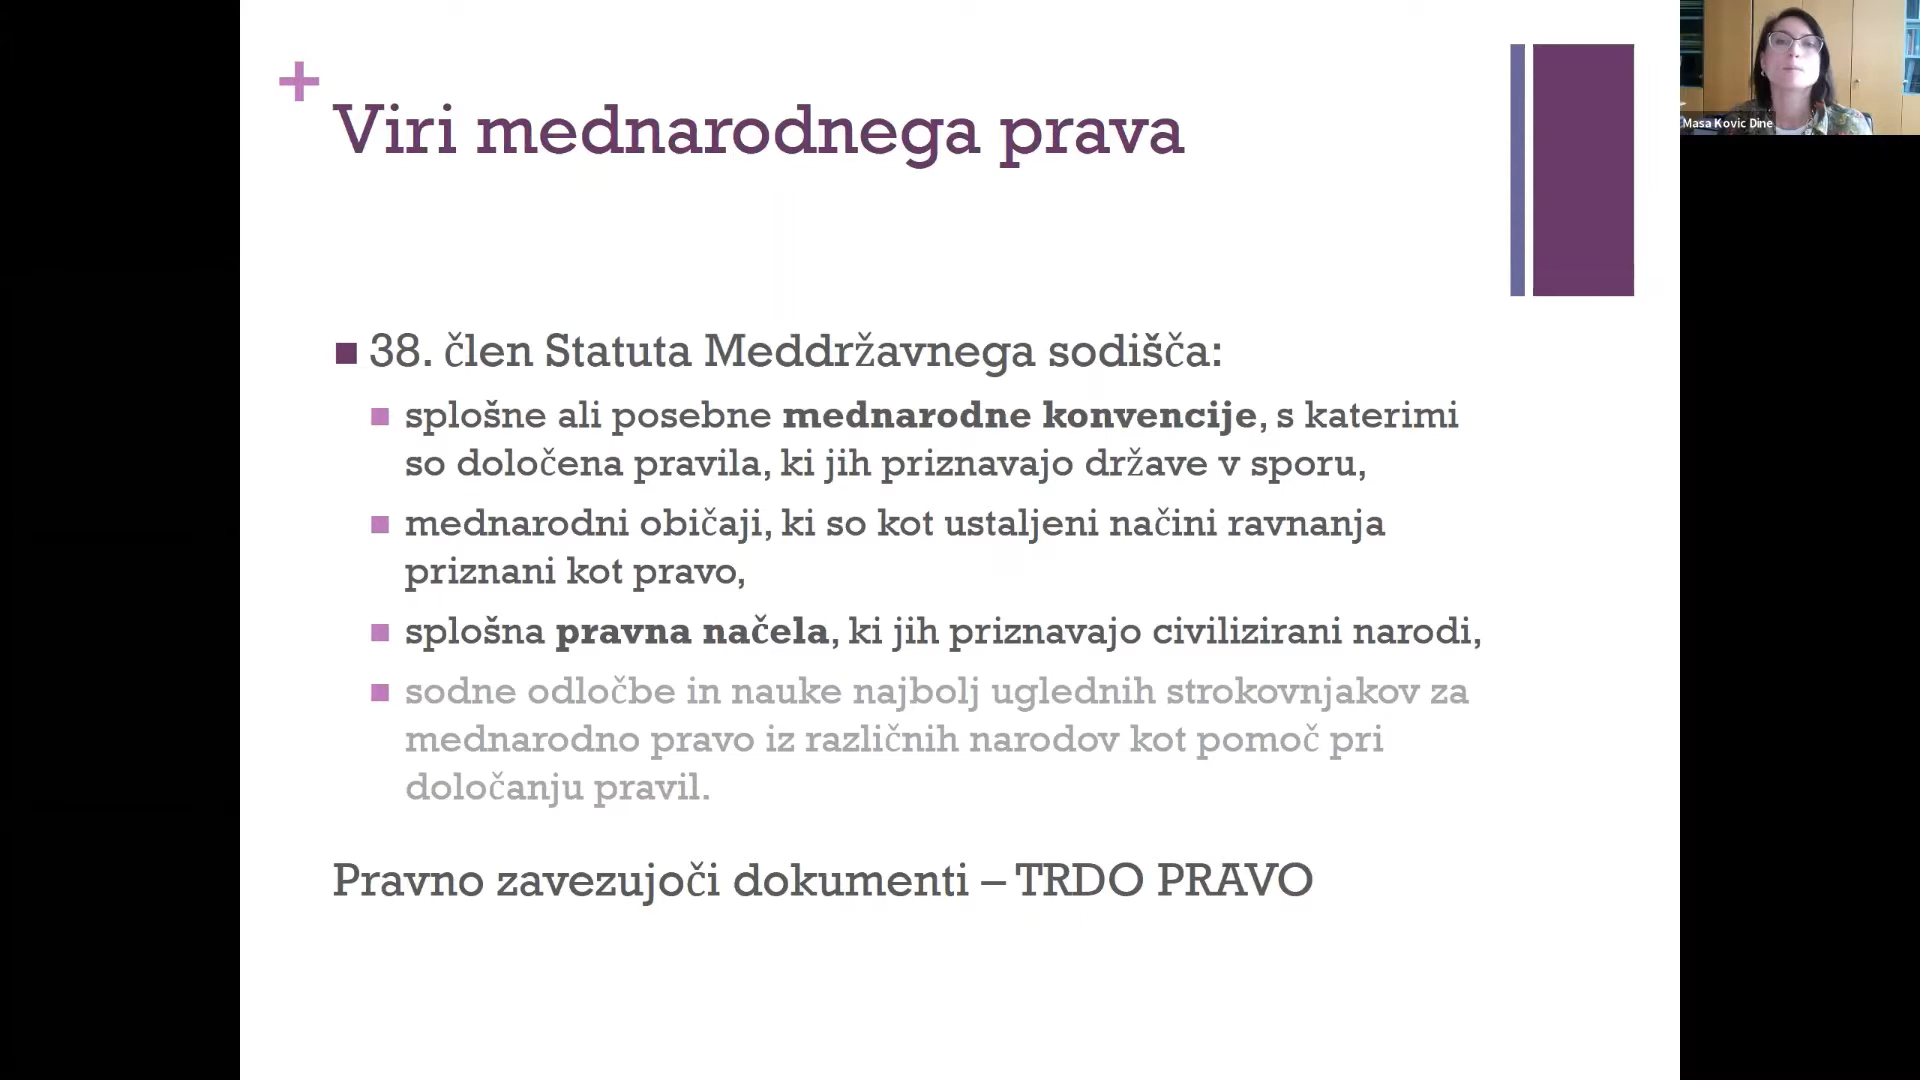 +
Viri mednarodnega prava
38. člen Statuta Meddržavnega sodišča:
splošne ali posebne mednarodne konvencije, s katerimi
so določena pravila, ki jih priznavajo države v sporu,
mednarodni običaji, ki so kot ustaljeni načini ravnanja
priznani kot pravo,
splošna pravna načela, ki jih priznavajo civilizirani narodi,
sodne odločbe in nauke najbolj uglednih strokovnjakov za
mednarodno pravo iz različnih narodov kot pomoč pri
določanju pravil.
Pravno zavezujoči dokumenti – TRDO PRAVO
Masa Kovic Dine